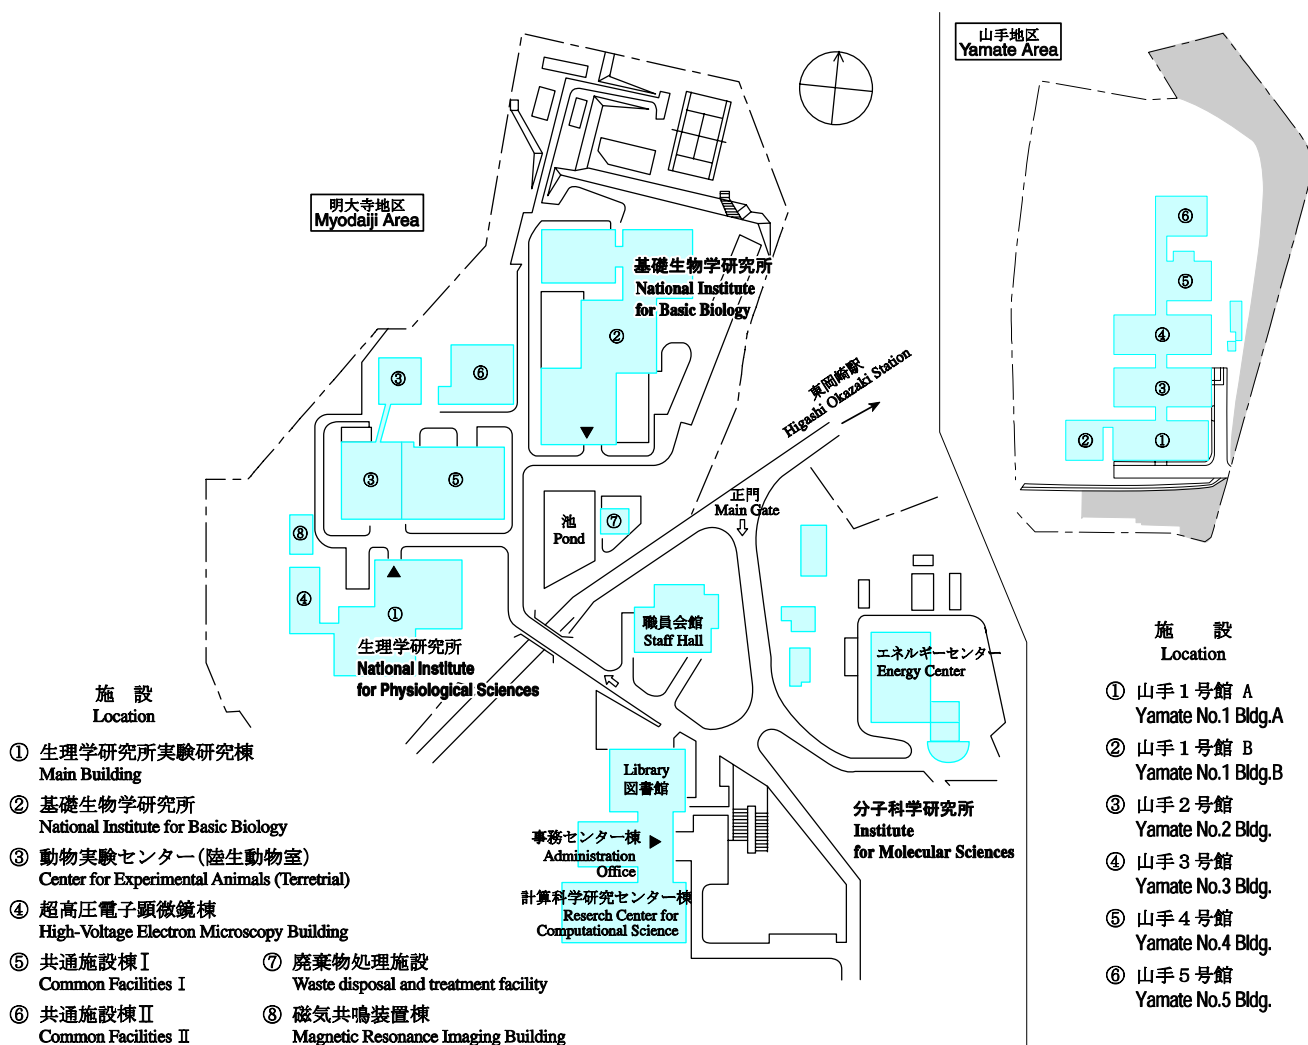 山手地区
Yamate Area
明大寺地区
Myodaiji Area
基礎生物学研究所
National Institute
for Basic Biology
②
③
⑥
③
⑤
⑧
④
①
⑦
東岡崎駅
Higashi Okazaki Station
正門
Main Gate
池
Pond
職員会館
Staff Hall
エネルギーセンター
Energy Center
生理学研究所
National Institute
for Physiological Sciences
Library
図書館
事務センター棟
Administration
Office
計算科学研究センター棟
Reserch Center for
Computational Science
分子科学研究所
Institute
for Molecular Sciences
⑥
⑤
④
③
②
①
施 設
Location
① 生理学研究所実験研究棟
Main Building
② 基礎生物学研究所
National Institute for Basic Biology
③ 動物実験センター(陸生動物室)
Center for Experimental Animals (Terretrial)
④ 超高圧電子顕微鏡棟
High-Voltage Electron Microscopy Building
⑤ 共通施設棟Ⅰ
Common Facilities Ⅰ
⑥ 共通施設棟Ⅱ
Common Facilities Ⅱ
⑦ 廃棄物処理施設
Waste disposal and treatment facility
⑧ 磁気共鳴装置棟
Magnetic Resonance Imaging Building
施 設
Location
① 山手1号館 A
Yamate No.1 Bldg.A
② 山手1号館 B
Yamate No.1 Bldg.B
③ 山手2号館
Yamate No.2 Bldg.
④ 山手3号館
Yamate No.3 Bldg.
⑤ 山手4号館
Yamate No.4 Bldg.
⑥ 山手5号館
Yamate No.5 Bldg.